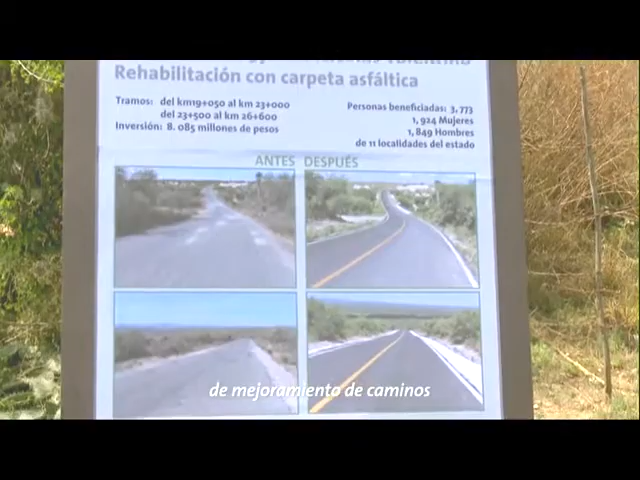 Rehabilitación con carpeta asfáltica
Tramos: del km19+050 al km 23+000
del 23+500 al km 26+600
Inversión: 8. 085 millones de pesos
Personas beneficiadas: 3, 773
1, 924 Mujeres
1, 849 Hombres
de 11 localidades del estado
ANTES DESPUÉS
de mejoramiento de caminos